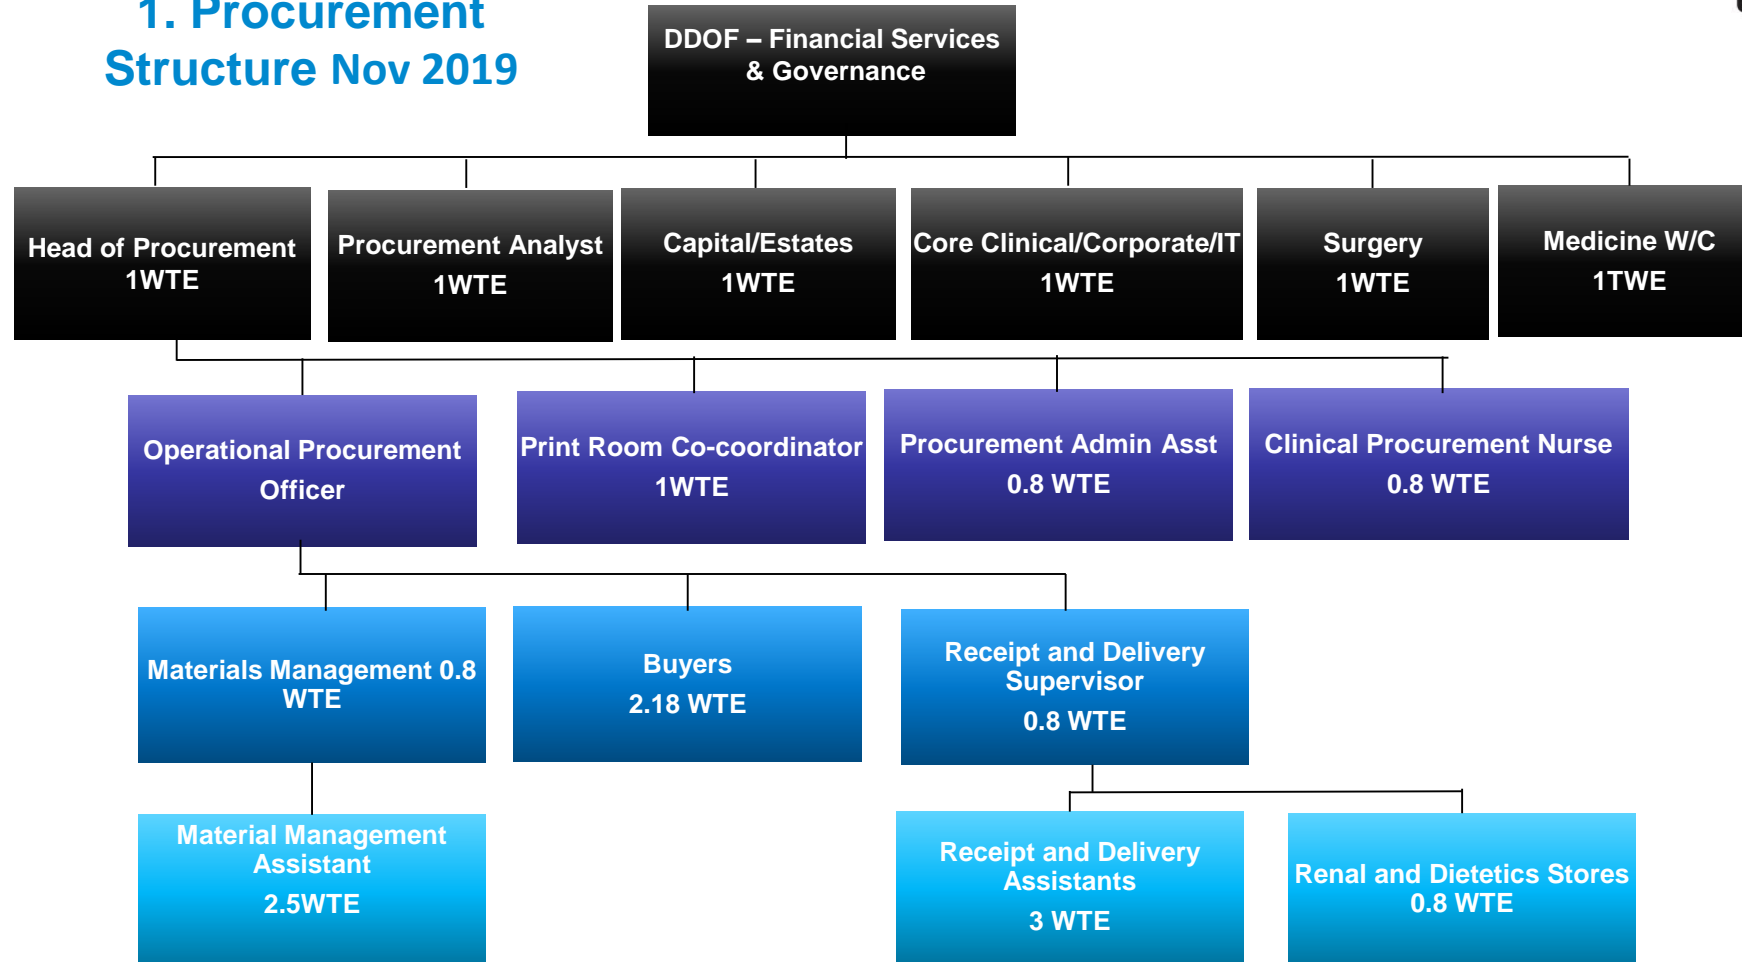 1. Procurement
Structure Nov 2019
DDOF – Financial Services
& Governance
Head of Procurement
1WTE
Procurement Analyst
1WTE
Capital/Estates
1WTE
Core Clinical/Corporate/IT
1WTE
Surgery
1WTE
Medicine W/C
1TWE
Operational Procurement
Officer
Print Room Co-coordinator
1WTE
Procurement Admin Asst
0.8 WTE
Clinical Procurement Nurse
0.8 WTE
Materials Management 0.8
WTE
Buyers
2.18 WTE
Receipt and Delivery
Supervisor
0.8 WTE
Material Management
Assistant
2.5WTE
Receipt and Delivery
Assistants
3 WTE
Renal and Dietetics Stores
0.8 WTE